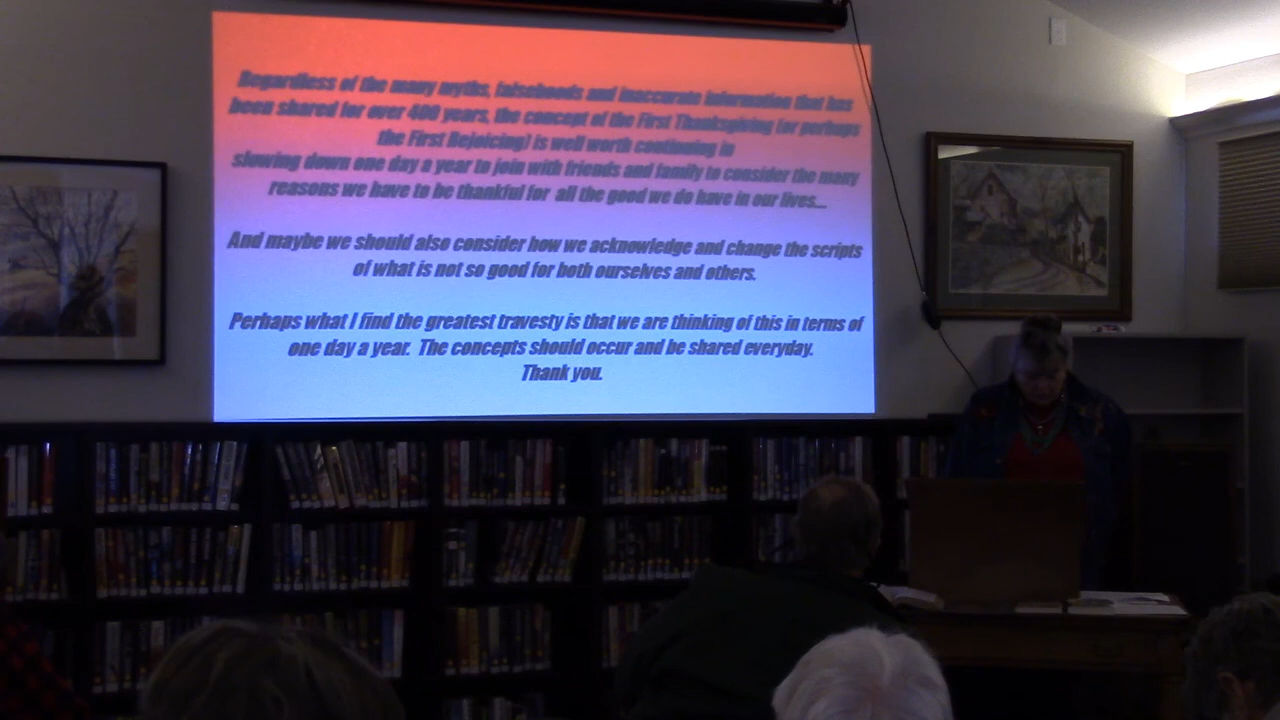 Regardless of the many myths, falsehoods and inaccurate information that has
been shared for over 400 years, the concept of the First Thanksgiving (or perhaps
the First Rejoicing) is well worth continuing in
slowing down one day a year to join with friends and family to consider the many
reasons we have to be thankful for all the good we do have in our lives...
And maybe we should also consider how we acknowledge and change the scripts
of what is not so good for both ourselves and others.
Perhaps what I find the greatest travesty is that we are thinking of this in terms of
one day a year. The concepts should occur and be shared everyday.
Thank you.